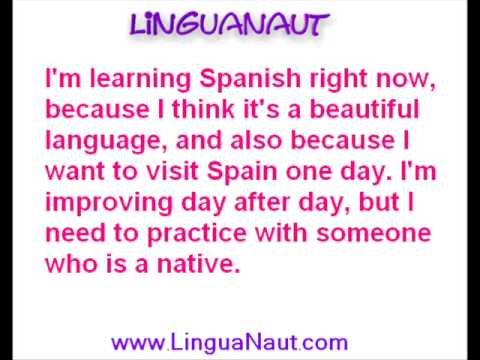 LiNGUANAUT
I'm learning Spanish right now,
because I think it's a beautiful
language, and also because I
want to visit Spain one day. I'm
improving day after day, but I
need to practice with someone
who is a native.
www.LinguaNaut.com